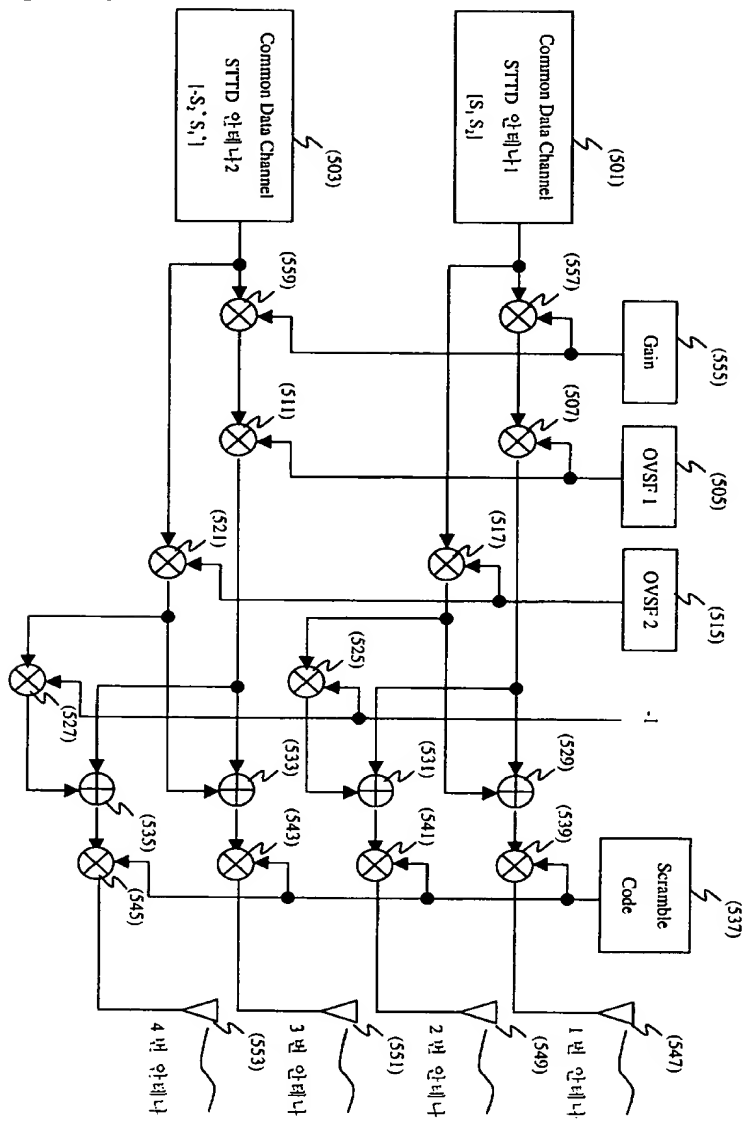 Common Data Channel
STTD 안테나1
[S₁ S₂]
(501)
Common Data Channel
STTD 안테나2
[-S₂* S₁*]
(503)
Gain
(555)
OVSF 1
(505)
OVSF 2
(515)
-1
Scramble
Code
(537)
(557)
(507)
(517)
(525)
(529)
(531)
(539)
(541)
(559)
(511)
(521)
(527)
(533)
(535)
(543)
(545)
(547)
1 번 안테나
(549)
2 번 안테나
(551)
3 번 안테나
(553)
4 번 안테나